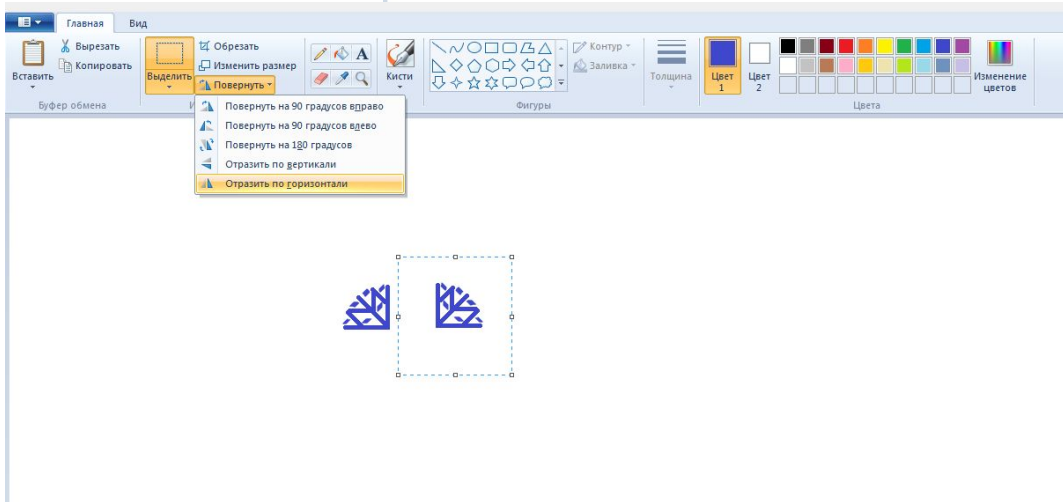 Главная Вид
Вставить
Вырезать
Копировать
Буфер обмена
Выделить
Обрезать
Изменить размер
Повернуть
И
A
Кисти
Контур
Заливка
Фигуры
Толщина
Цвет 1
Цвет 2
Изменение цветов
Цвета
Повернуть на 90 градусов вправо
Повернуть на 90 градусов влево
Повернуть на 180 градусов
Отразить по вертикали
Отразить по горизонтали